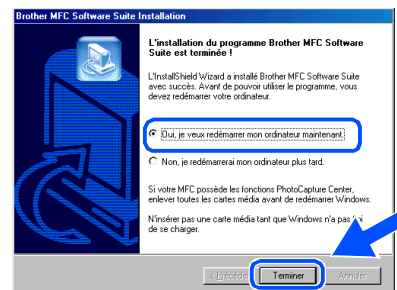 Brother MFC Software Suite Installation
L'installation du programme Brother MFC Software
Suite est terminée !
L'InstallShield Wizard a installé Brother MFC Software Suite
avec succès. Avant de pouvoir utiliser le programme, vous
devez redémarrer votre ordinateur.
Oui, je veux redémarrer mon ordinateur maintenant.
Non, je redémarrerai mon ordinateur plus tard.
Si votre MFC possède les fonctions PhotoCapture Center,
enlever toutes les cartes média avant de redémarrer Windows.
N'insérer pas une carte média tant que Windows n'a pas
de se charger.
< Précéde
Terminer
Annuler